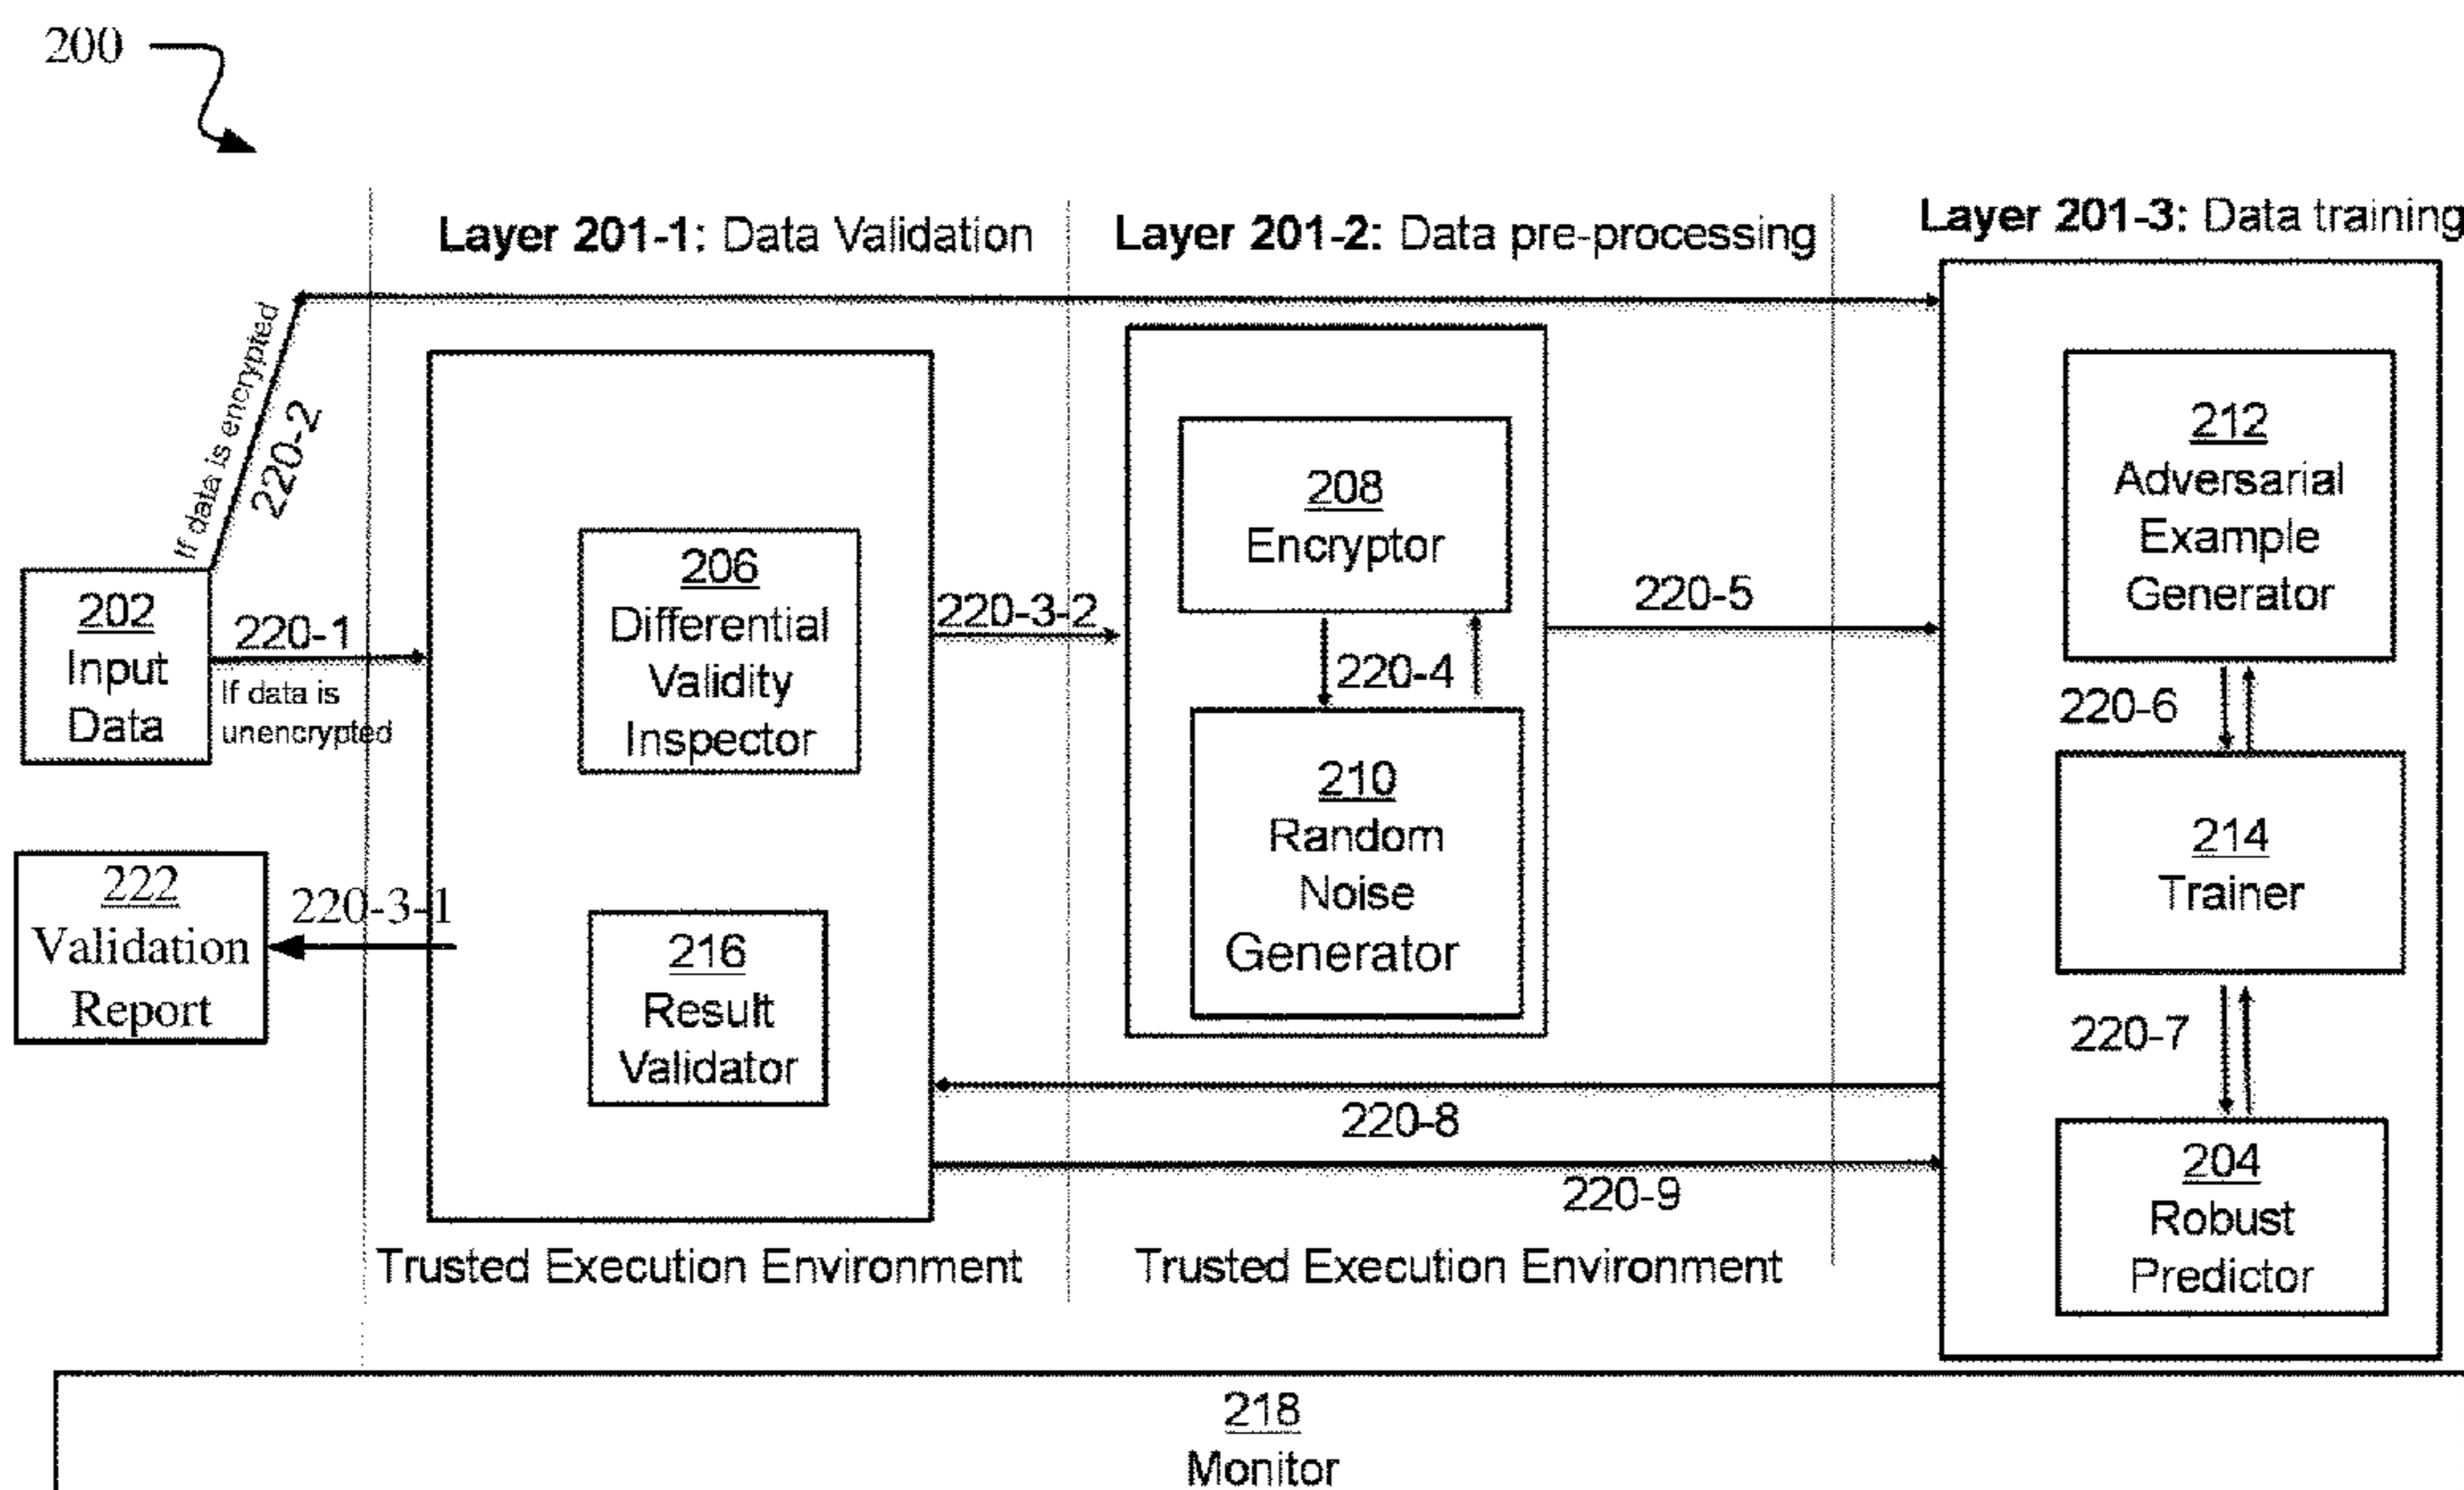 200
Layer 201-1: Data Validation
Layer 201-2: Data pre-processing
Layer 201-3: Data training
If data is encrypted
220-2
202
Input
Data
220-1
If data is
unencrypted
222
Validation
Report
220-3-1
206
Differential
Validity
Inspector
216
Result
Validator
220-3-2
208
Encryptor
220-4
210
Random
Noise
Generator
220-5
212
Adversarial
Example
Generator
220-6
214
Trainer
220-7
204
Robust
Predictor
220-8
220-9
Trusted Execution Environment
Trusted Execution Environment
218
Monitor